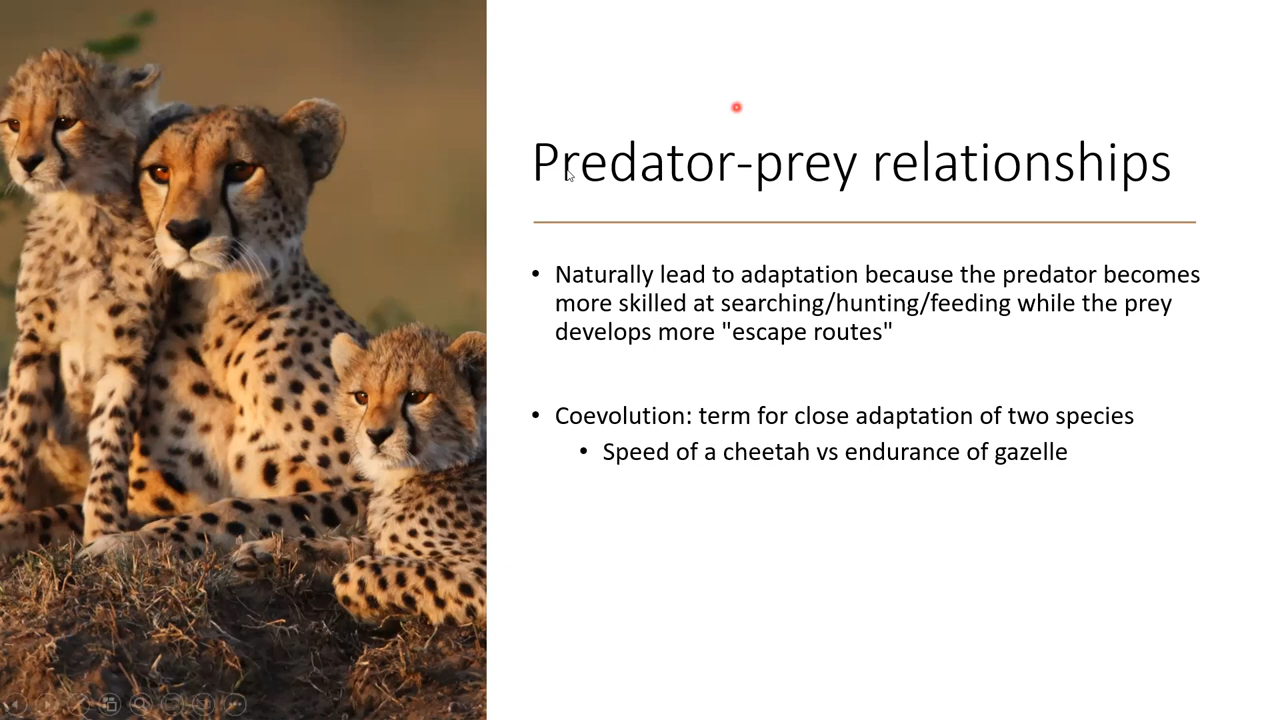 Predator-prey relationships
• Naturally lead to adaptation because the predator becomes
more skilled at searching/hunting/feeding while the prey
develops more "escape routes"
• Coevolution: term for close adaptation of two species
• Speed of a cheetah vs endurance of gazelle